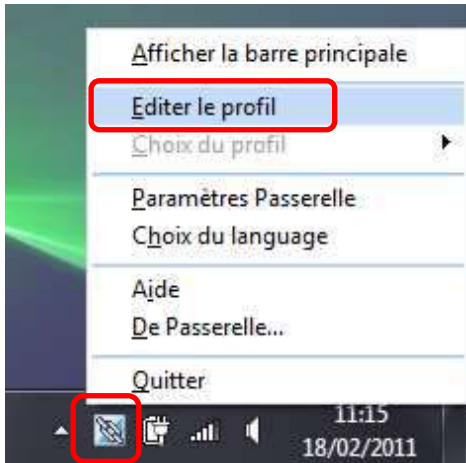 Afficher la barre principale
Editer le profil
Choix du profil
Paramètres Passerelle
Choix du language
Aide
De Passerelle...
Quitter
11:15
18/02/2011